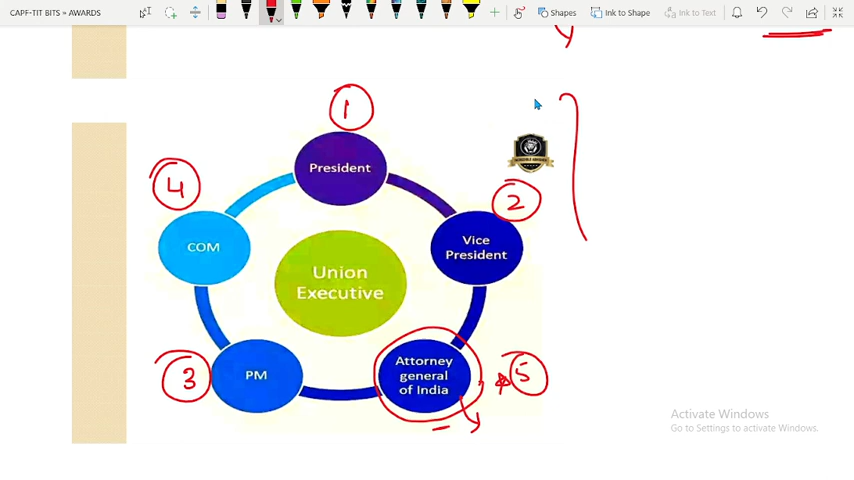 CAPF-TIT BITS » AWARDS
Shapes
Ink to Shape
Ink to Text
1
President
4
2
COM
Vice
President
Union
Executive
3
PM
Attorney
general
of India
5
Activate Windows
Go to Settings to activate Windows.